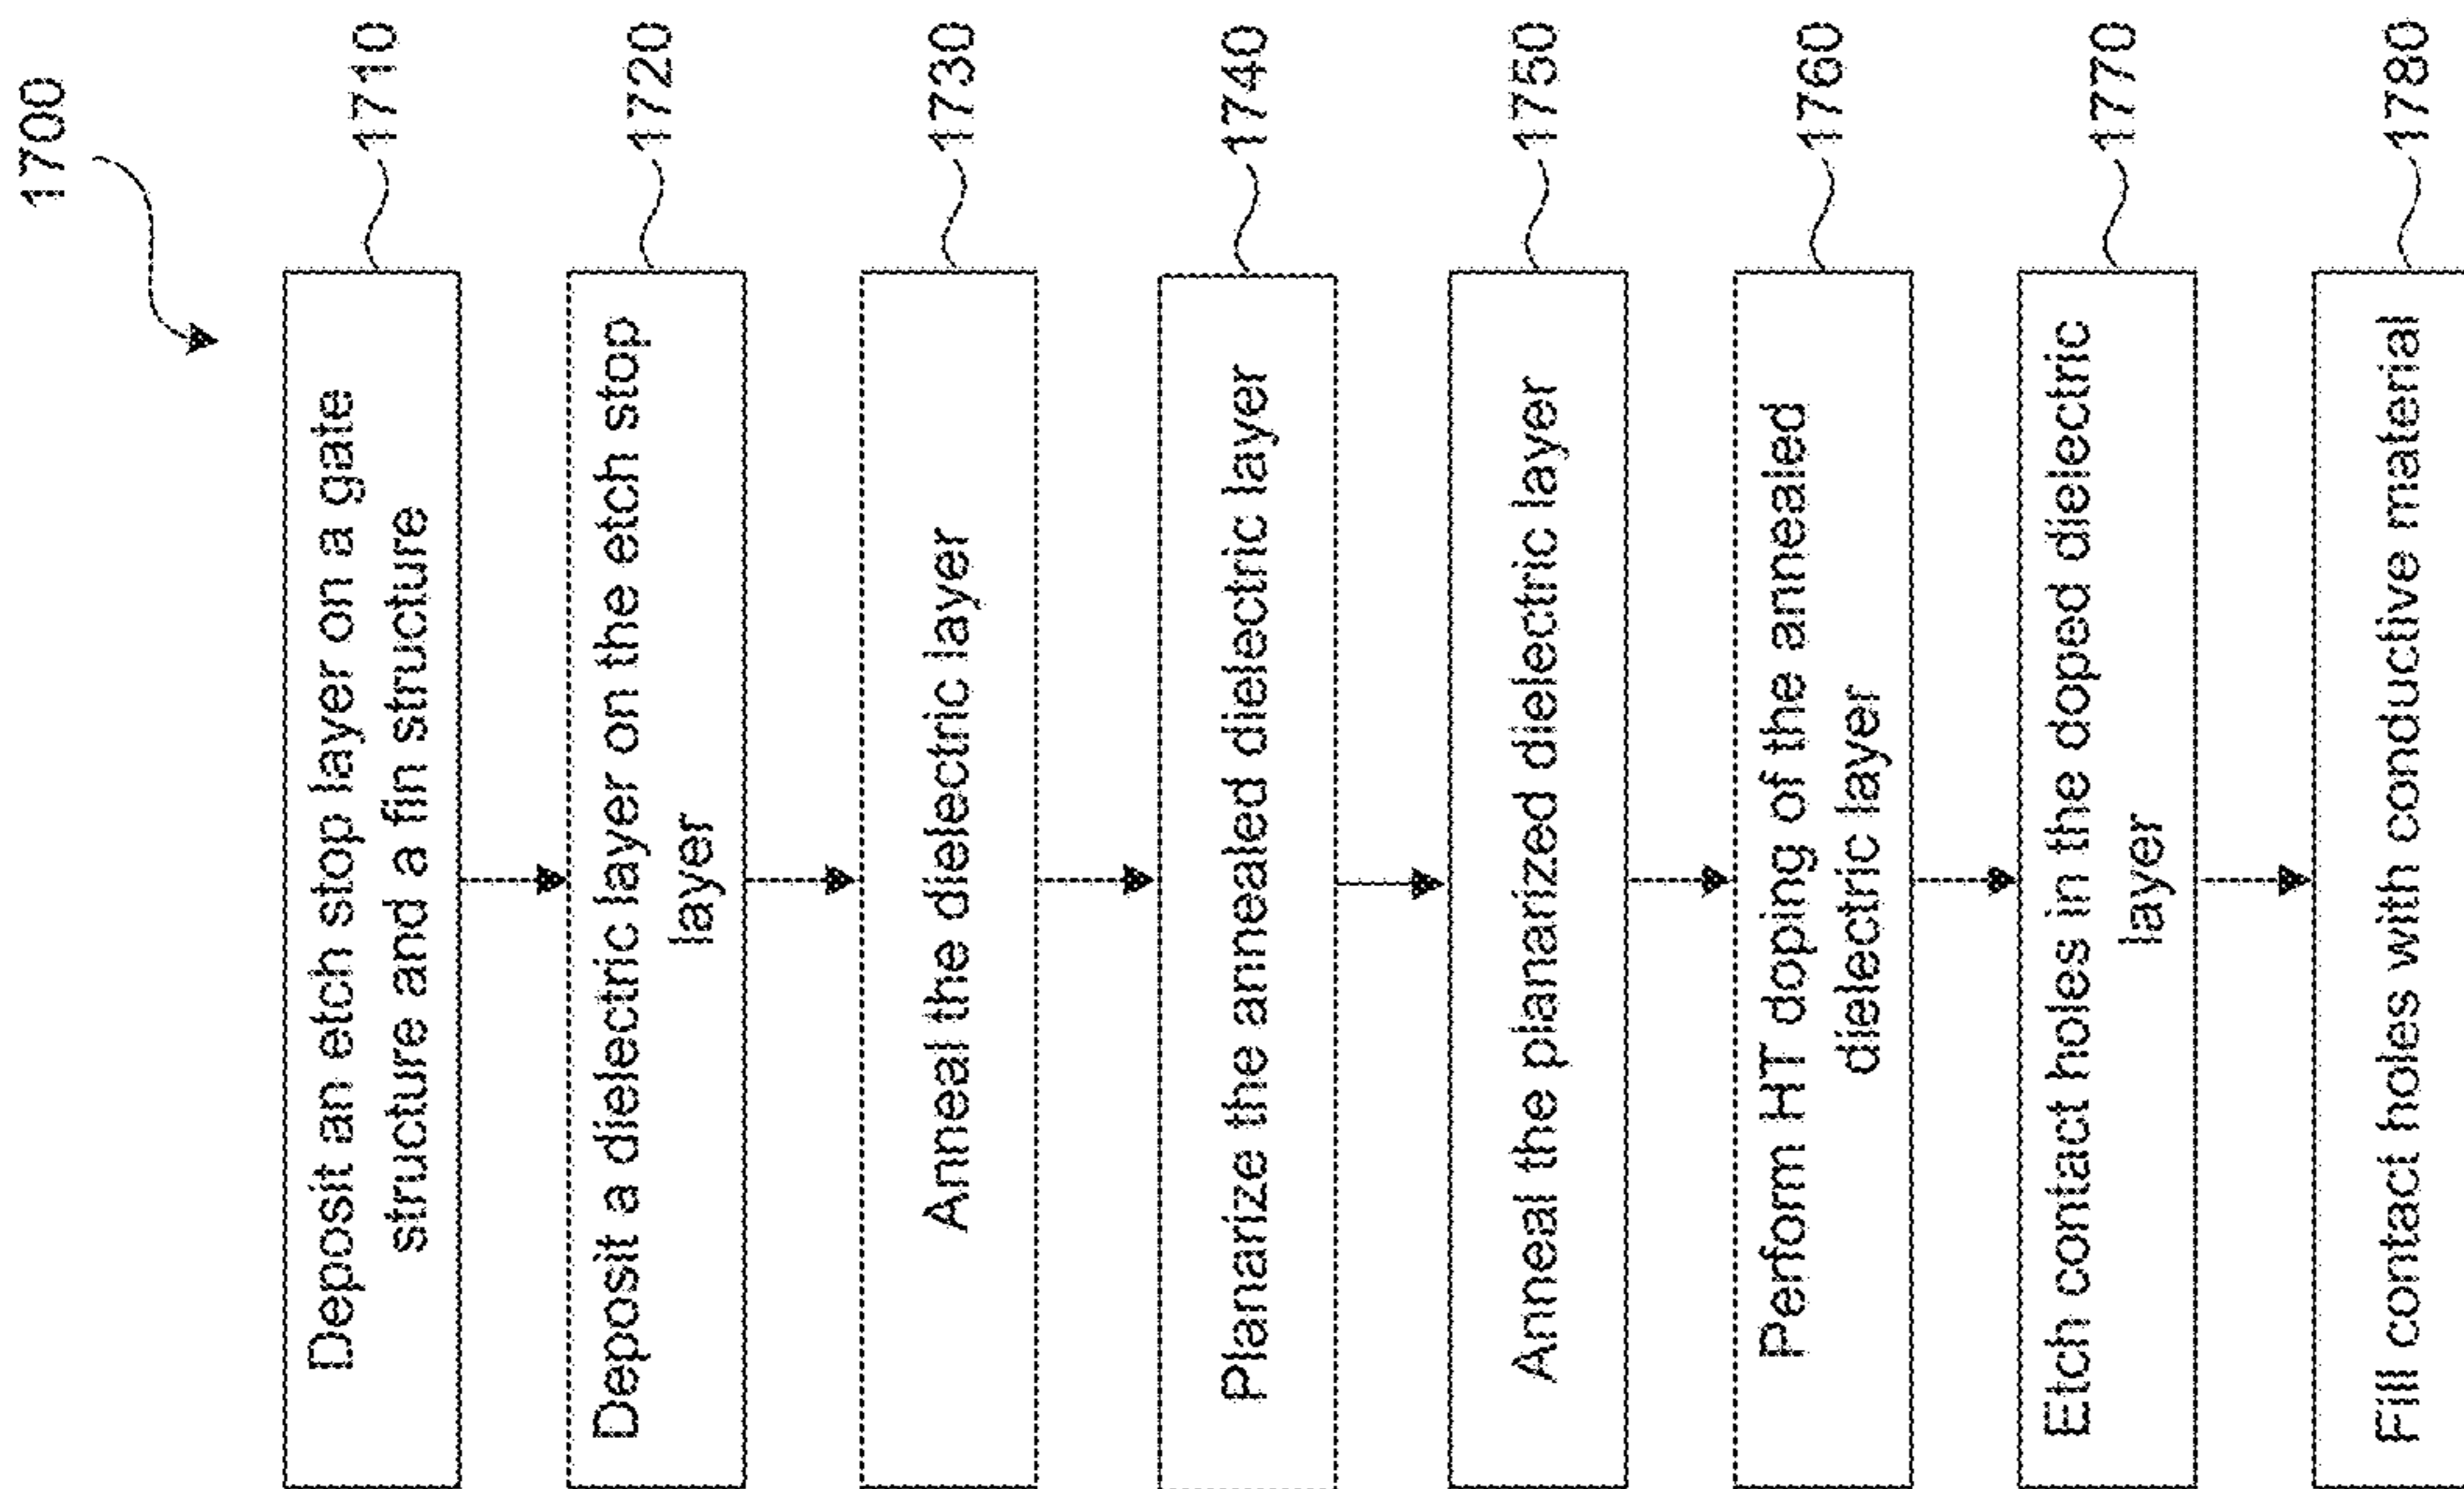 1700
Deposit an etch stop layer on a gate
structure and a fin structure
1710
Deposit a dielectric layer on the etch stop
layer
1720
Anneal the dielectric layer
1730
Planarize the annealed dielectric layer
1740
Anneal the planarized dielectric layer
1750
Perform HT doping of the annealed
dielectric layer
1760
Etch contact holes in the doped dielectric
layer
1770
Fill contact holes with conductive material
1780